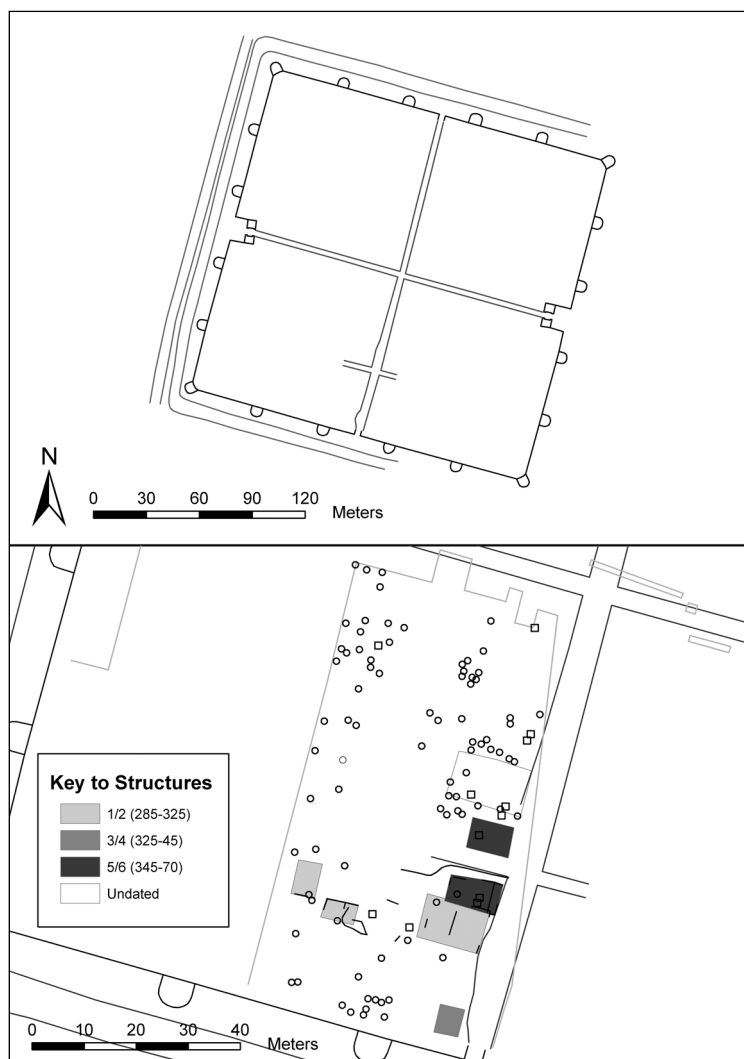 N
0 30 60 90 120
Meters
Key to Structures
1/2 (285-325)
3/4 (325-45)
5/6 (345-70)
Undated
0 10 20 30 40
Meters